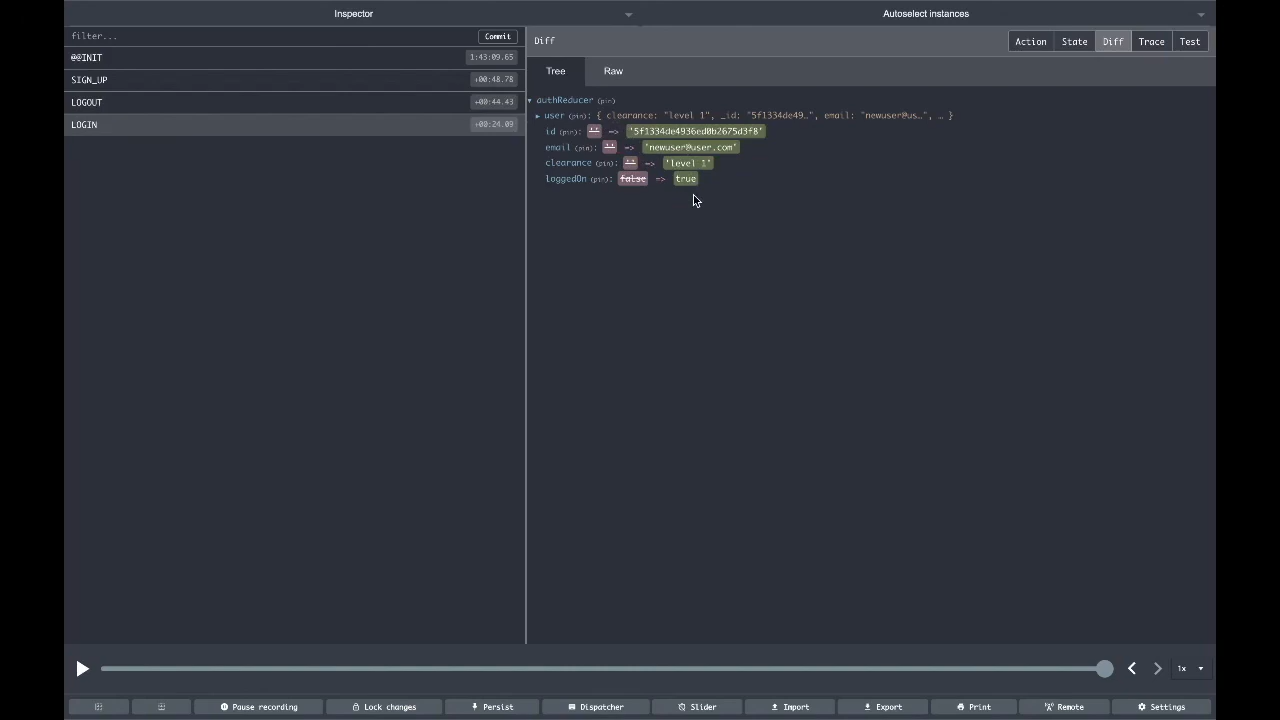 Inspector
Autoselect instances
filter...
Commit
@@INIT
1:43:09.65
SIGN_UP
+00:48.78
LOGOUT
+00:44.43
LOGIN
+00:24.09
Diff
Action
State
Diff
Trace
Test
Tree
Raw
authReducer (pin)
user (pin): { clearance: "level 1", _id: "5f1334de49…", email: "newuser@us…", … }
id (pin): "" => '5f1334de4936ed0b2675d3f8'
email (pin): "" => 'newuser@user.com'
clearance (pin): "" => 'level 1'
loggedOn (pin): false => true
1x
Pause recording
Lock changes
Persist
Dispatcher
Slider
Import
Export
Print
Remote
Settings